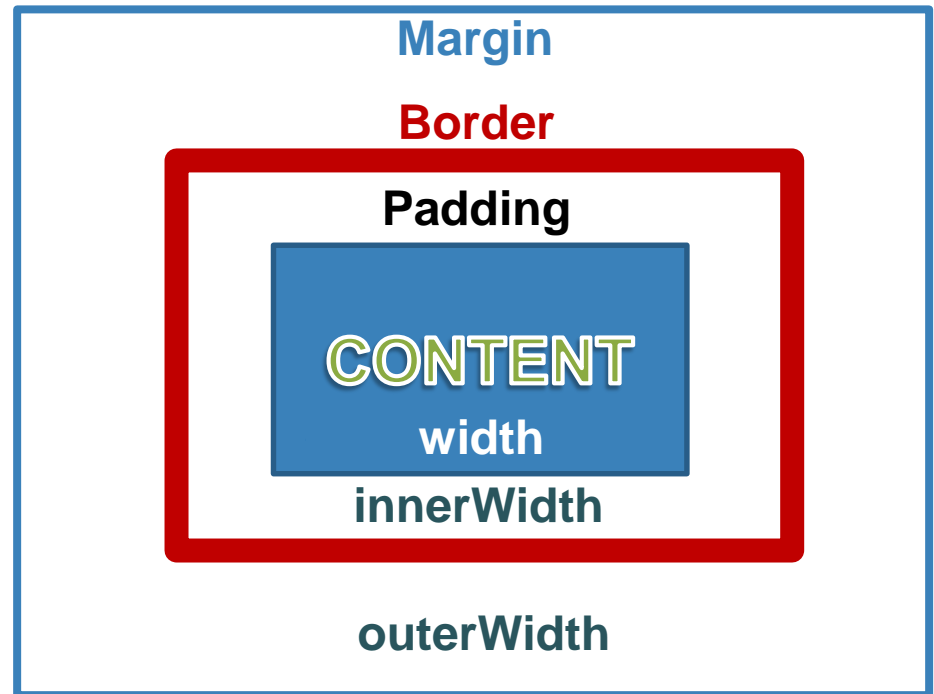 Margin
Border
Padding
CONTENT
width
innerWidth
outerWidth